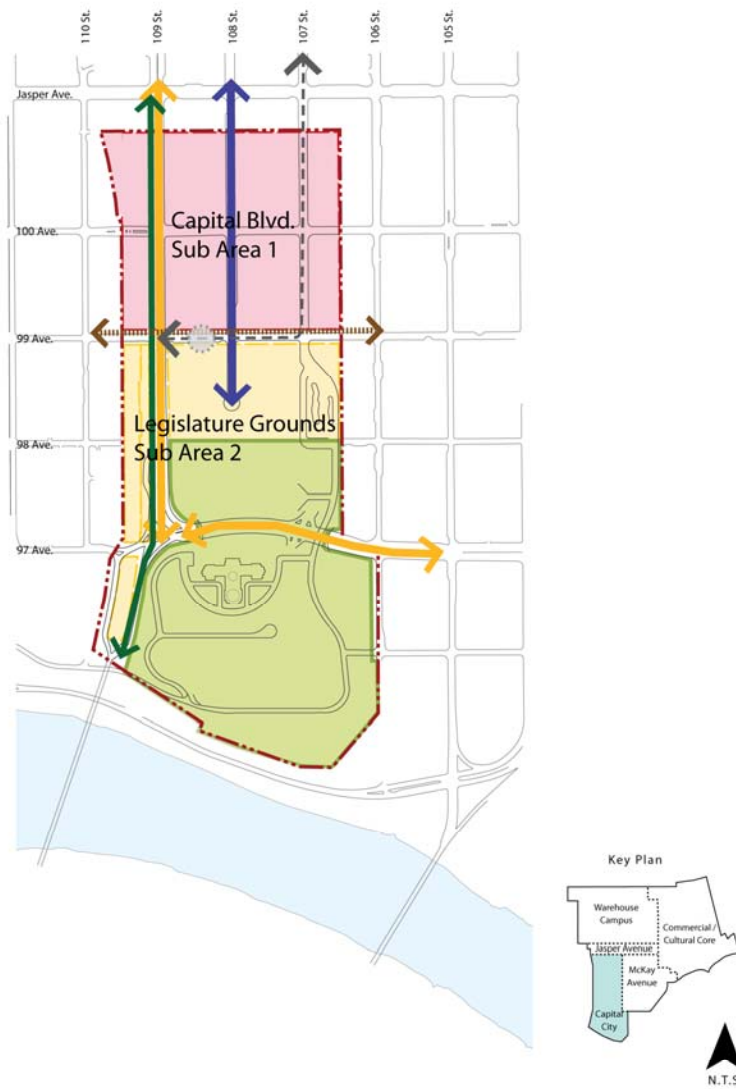 110 St.
109 St.
108 St.
107 St.
106 St.
105 St.
Jasper Ave.
Capital Blvd.
Sub Area 1
100 Ave.
99 Ave.
Legislature Grounds
Sub Area 2
98 Ave.
97 Ave.
Key Plan
Warehouse
Campus
Commercial /
Cultural Core
Jasper Avenue
McKay
Avenue
Capital
City
N.T.S